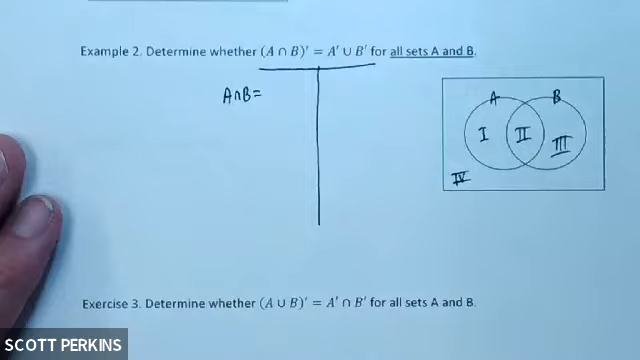 Example 2. Determine whether (A ∩ B)′ = A′ ∪ B′ for all sets A and B.
A∩B=
A B
I II III
IV
Exercise 3. Determine whether (A ∪ B)′ = A′ ∩ B′ for all sets A and B.
SCOTT PERKINS